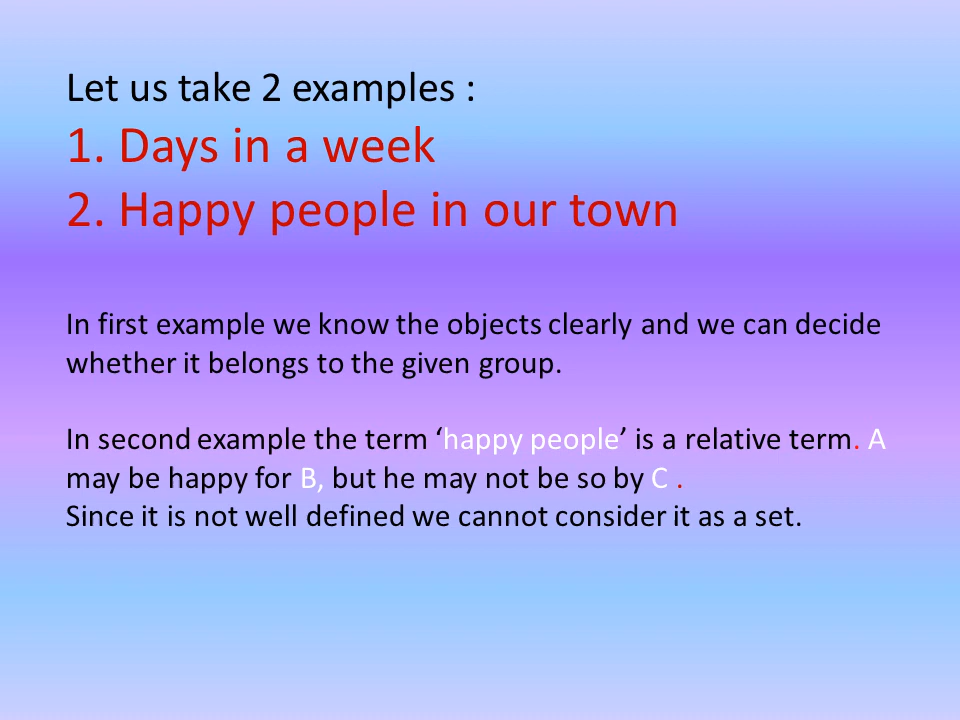 Let us take 2 examples :
1. Days in a week
2. Happy people in our town
In first example we know the objects clearly and we can decide
whether it belongs to the given group.
In second example the term ‘happy people’ is a relative term. A
may be happy for B, but he may not be so by C .
Since it is not well defined we cannot consider it as a set.